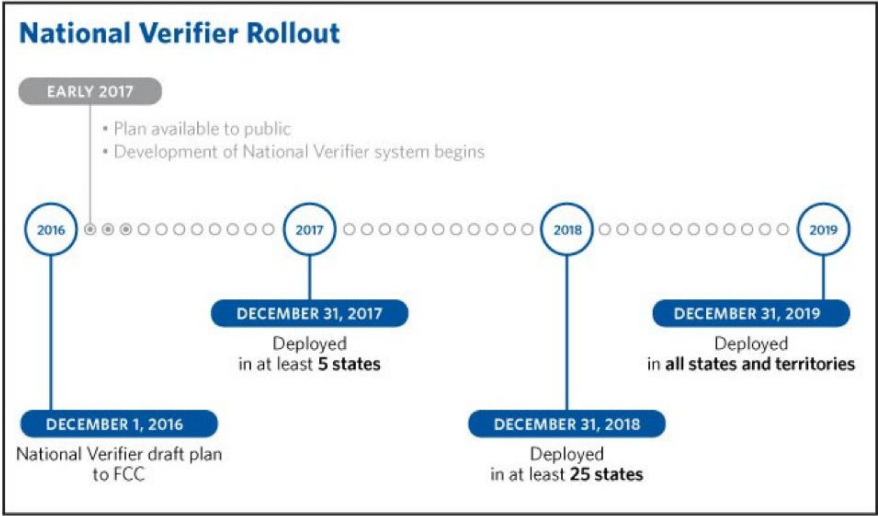 National Verifier Rollout
EARLY 2017
• Plan available to public
• Development of National Verifier system begins
2016
2017
2018
2019
DECEMBER 31, 2017
Deployed
in at least 5 states
DECEMBER 31, 2019
Deployed
in all states and territories
DECEMBER 1, 2016
National Verifier draft plan
to FCC
DECEMBER 31, 2018
Deployed
in at least 25 states